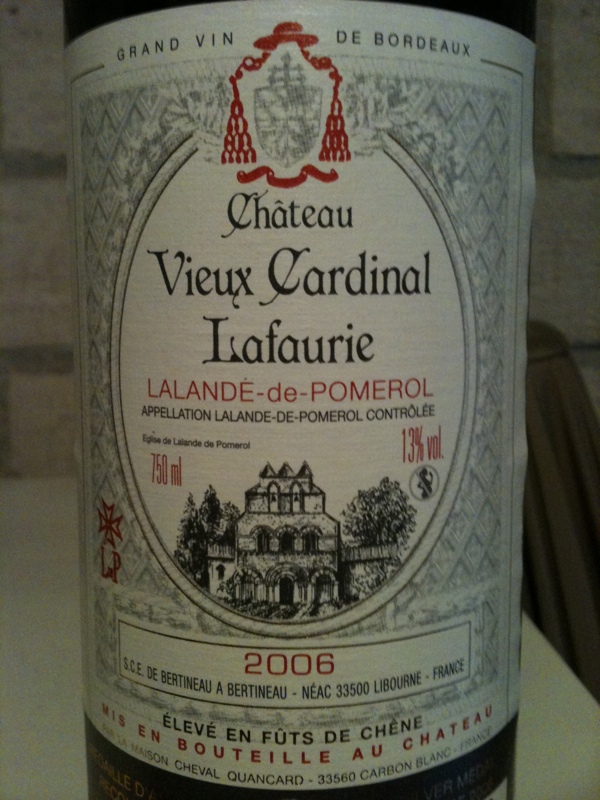 GRAND VIN DE BORDEAUX
Château
Vieux Cardinal
Lafaurie
LALANDE-de-POMEROL
APPELLATION LALANDE-DE-POMEROL CONTRÔLÉE
Eglise de Lalande de Pomerol
750 ml
13% vol.
LP
2006
S.C.E. DE BERTINEAU A BERTINEAU - NÉAC 33500 LIBOURNE - FRANCE
ÉLEVÉ EN FÛTS DE CHÊNE
MIS EN BOUTEILLE AU CHATEAU
PAR LA MAISON CHEVAL QUANCARD - 33560 CARBON BLANC - FRANCE